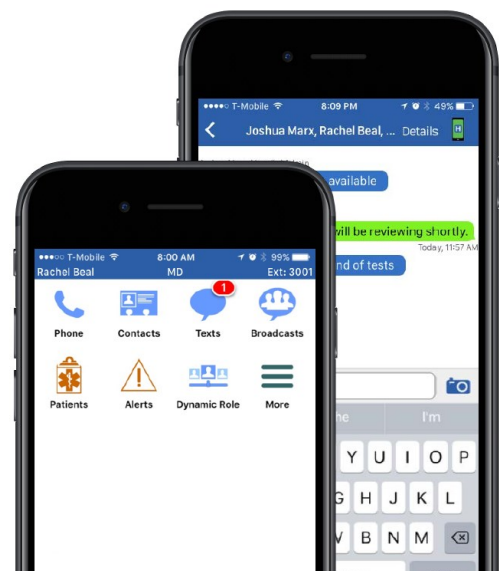 T-Mobile 8:09 PM 49%
Joshua Marx, Rachel Beal, ... Details
H
available
will be reviewing shortly.
Today, 11:57 AM
nd of tests
he I'm
Y U I O P
G H J K L
V B N M
T-Mobile 8:00 AM 99%
Rachel Beal MD Ext: 3001
1
Phone Contacts Texts Broadcasts
Patients Alerts Dynamic Role More